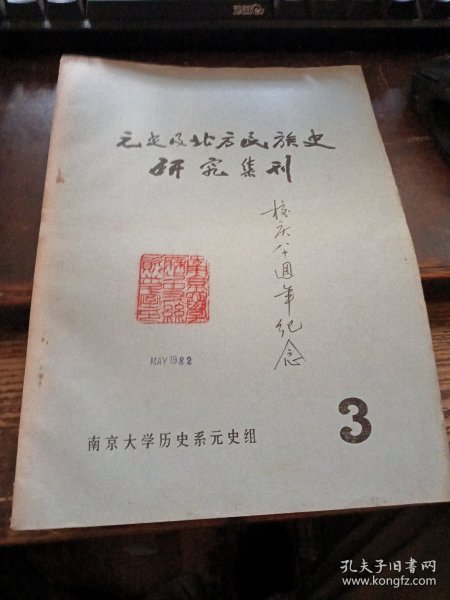 zero
元史及北方民族史
研究集刊
校庆八十週年纪念
MAY 1982
3
南京大学历史系元史组
孔夫子旧书网
www.kongfz.com